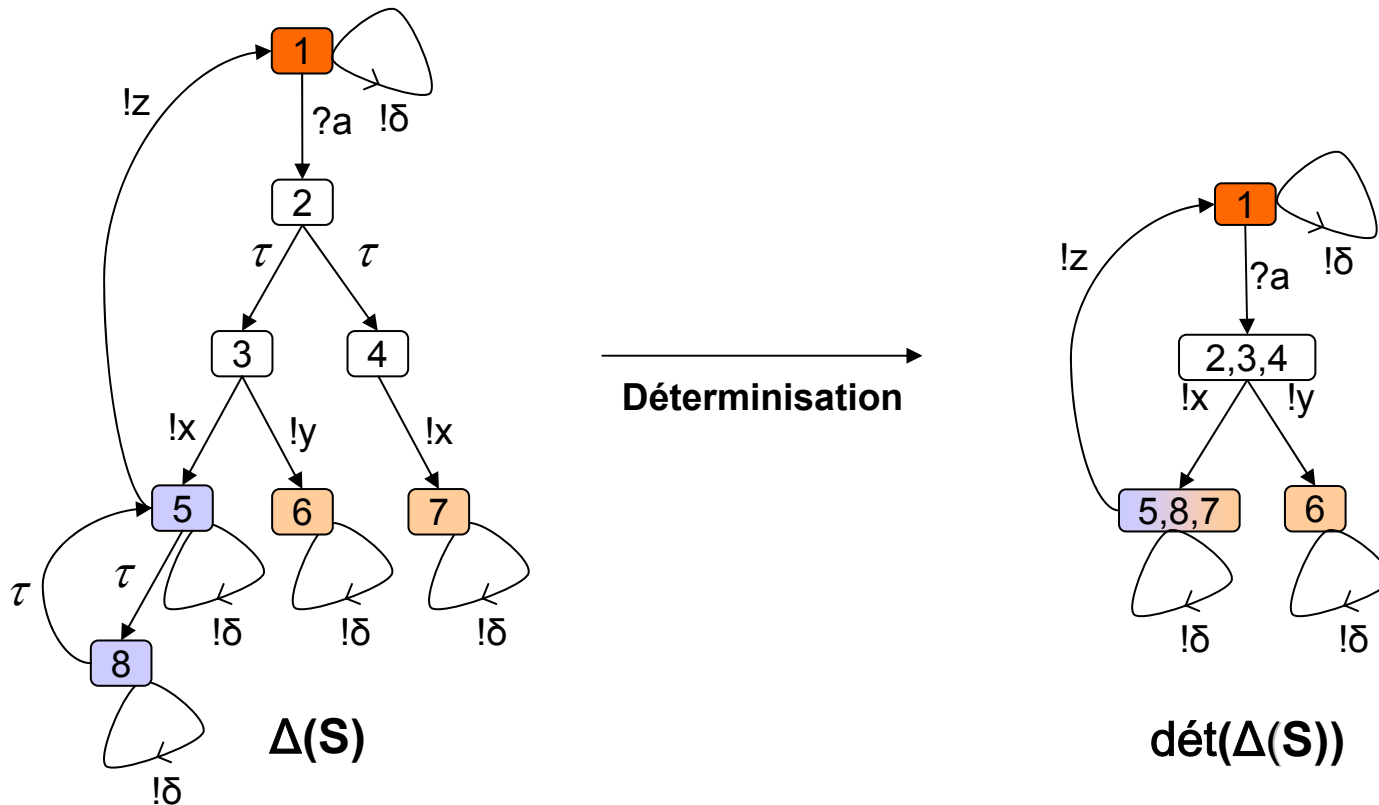 1
!δ
!z
?a
2
τ
τ
3
4
!x
!y
!x
5
6
7
τ
τ
!δ
!δ
!δ
8
!δ
Δ(S)
Déterminisation
1
!δ
!z
?a
2,3,4
!x
!y
5,8,7
6
!δ
!δ
dét(Δ(S))